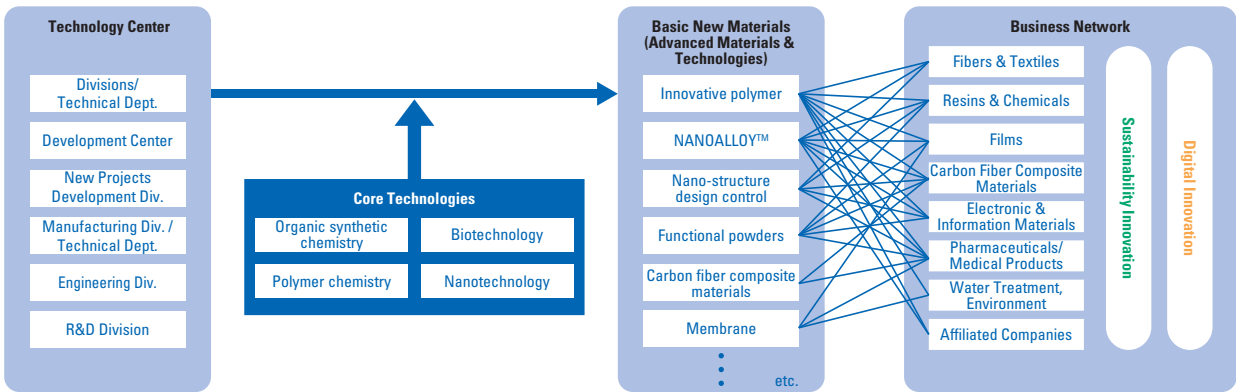 Technology Center
Divisions/
Technical Dept.
Development Center
New Projects
Development Div.
Manufacturing Div. /
Technical Dept.
Engineering Div.
R&D Division
Core Technologies
Organic synthetic
chemistry
Biotechnology
Polymer chemistry
Nanotechnology
Basic New Materials
(Advanced Materials &
Technologies)
Innovative polymer
NANOALLOY™
Nano-structure
design control
Functional powders
Carbon fiber composite
materials
Membrane
etc.
Business Network
Fibers & Textiles
Resins & Chemicals
Films
Carbon Fiber Composite
Materials
Electronic &
Information Materials
Pharmaceuticals/
Medical Products
Water Treatment,
Environment
Affiliated Companies
Sustainability Innovation
Digital Innovation